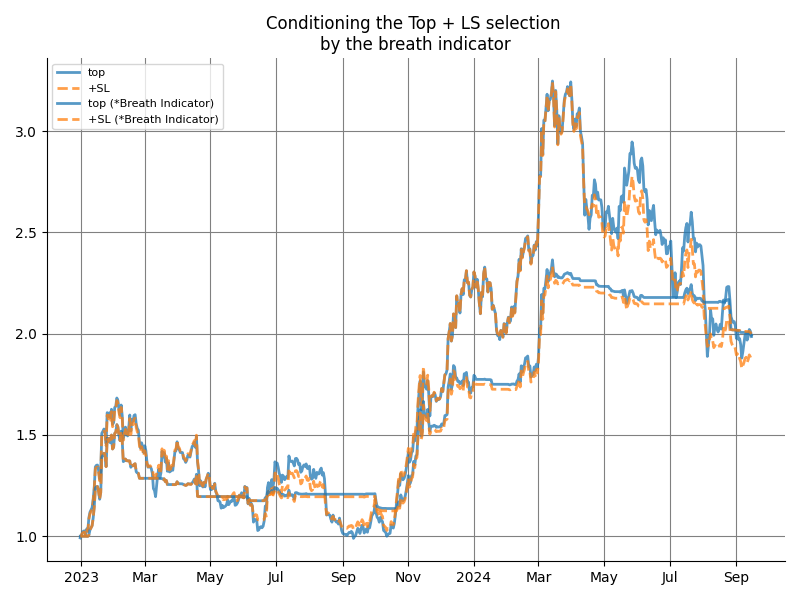 Conditioning the Top + LS selection
by the breath indicator
top
+SL
top (*Breath Indicator)
+SL (*Breath Indicator)
3.0
2.5
2.0
1.5
1.0
2023 Mar May Jul Sep Nov 2024 Mar May Jul Sep